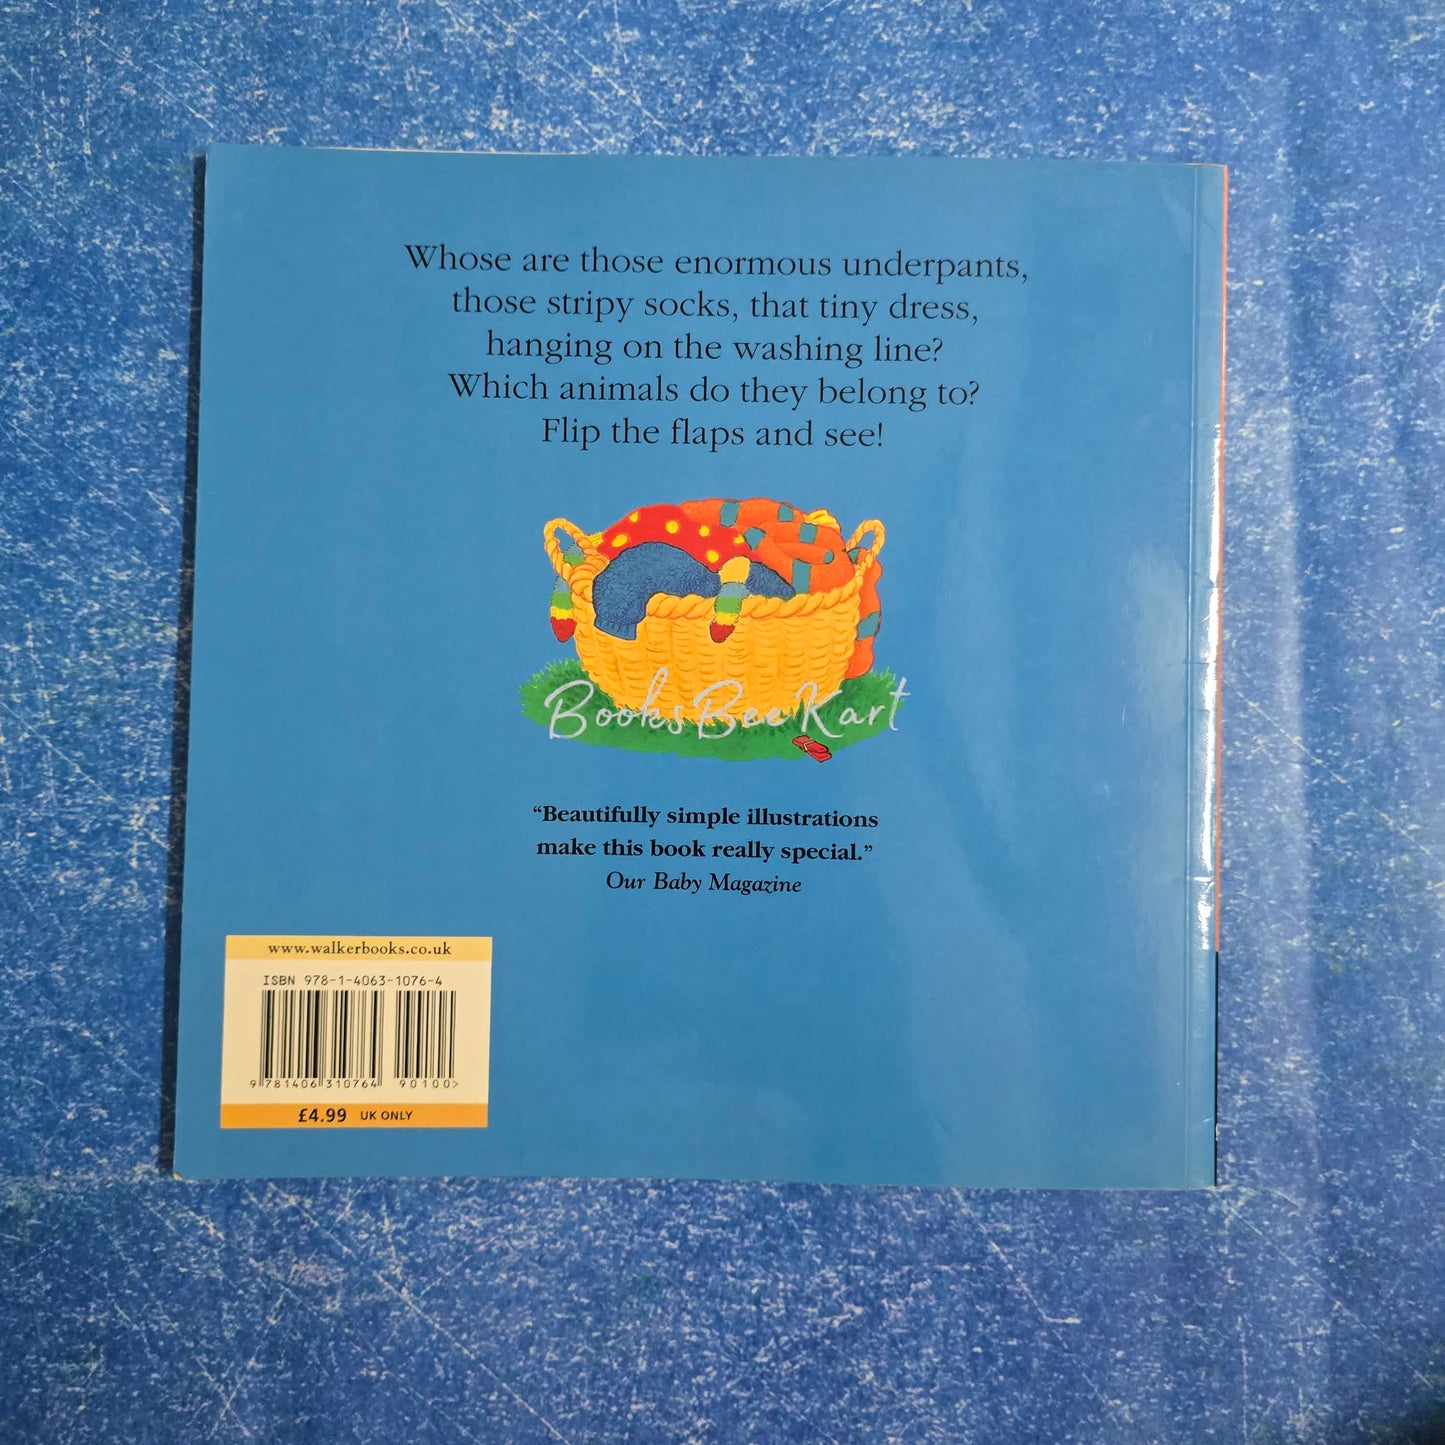 Whose are those enormous underpants,
those stripy socks, that tiny dress,
hanging on the washing line?
Which animals do they belong to?
Flip the flaps and see!
BooksBeeKart
“Beautifully simple illustrations
make this book really special.”
Our Baby Magazine
www.walkerbooks.co.uk
ISBN 978-1-4063-1076-4
9 781406 310764 90100>
£4.99 UK ONLY